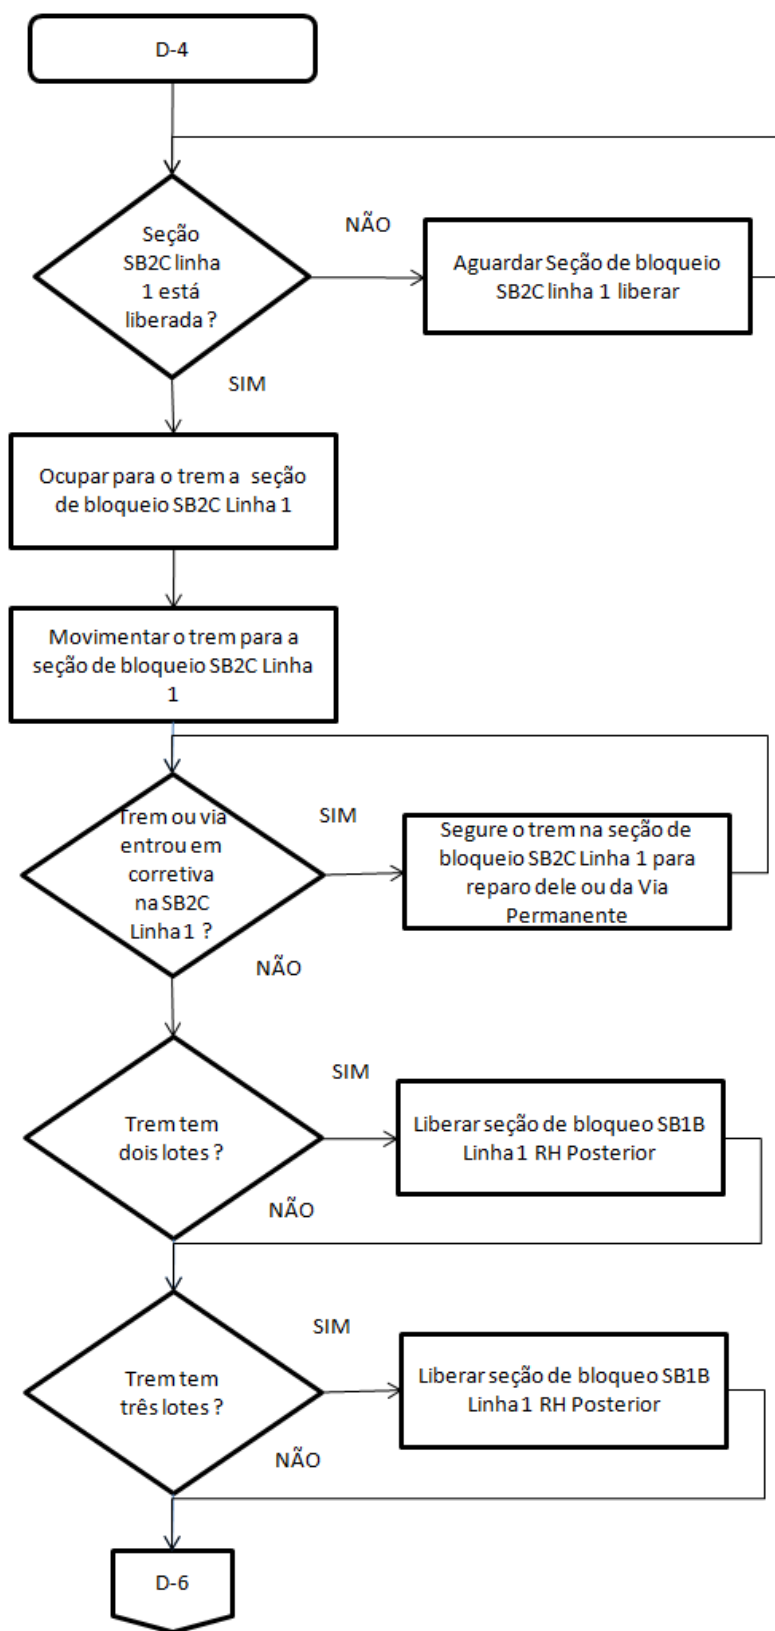 D-4
Seção
SB2C linha
1 está
liberada ?
NÃO
Aguardar Seção de bloqueio
SB2C linha 1 liberar
SIM
Ocupar para o trem a seção
de bloqueio SB2C Linha 1
Movimentar o trem para a
seção de bloqueio SB2C Linha
1
Trem ou via
entrou em
corretiva
na SB2C
Linha 1 ?
SIM
Segure o trem na seção de
bloqueio SB2C Linha 1 para
reparo dele ou da Via
Permanente
NÃO
Trem tem
dois lotes ?
SIM
Liberar seção de bloqueo SB1B
Linha 1 RH Posterior
NÃO
Trem tem
três lotes ?
SIM
Liberar seção de bloqueo SB1B
Linha 1 RH Posterior
NÃO
D-6